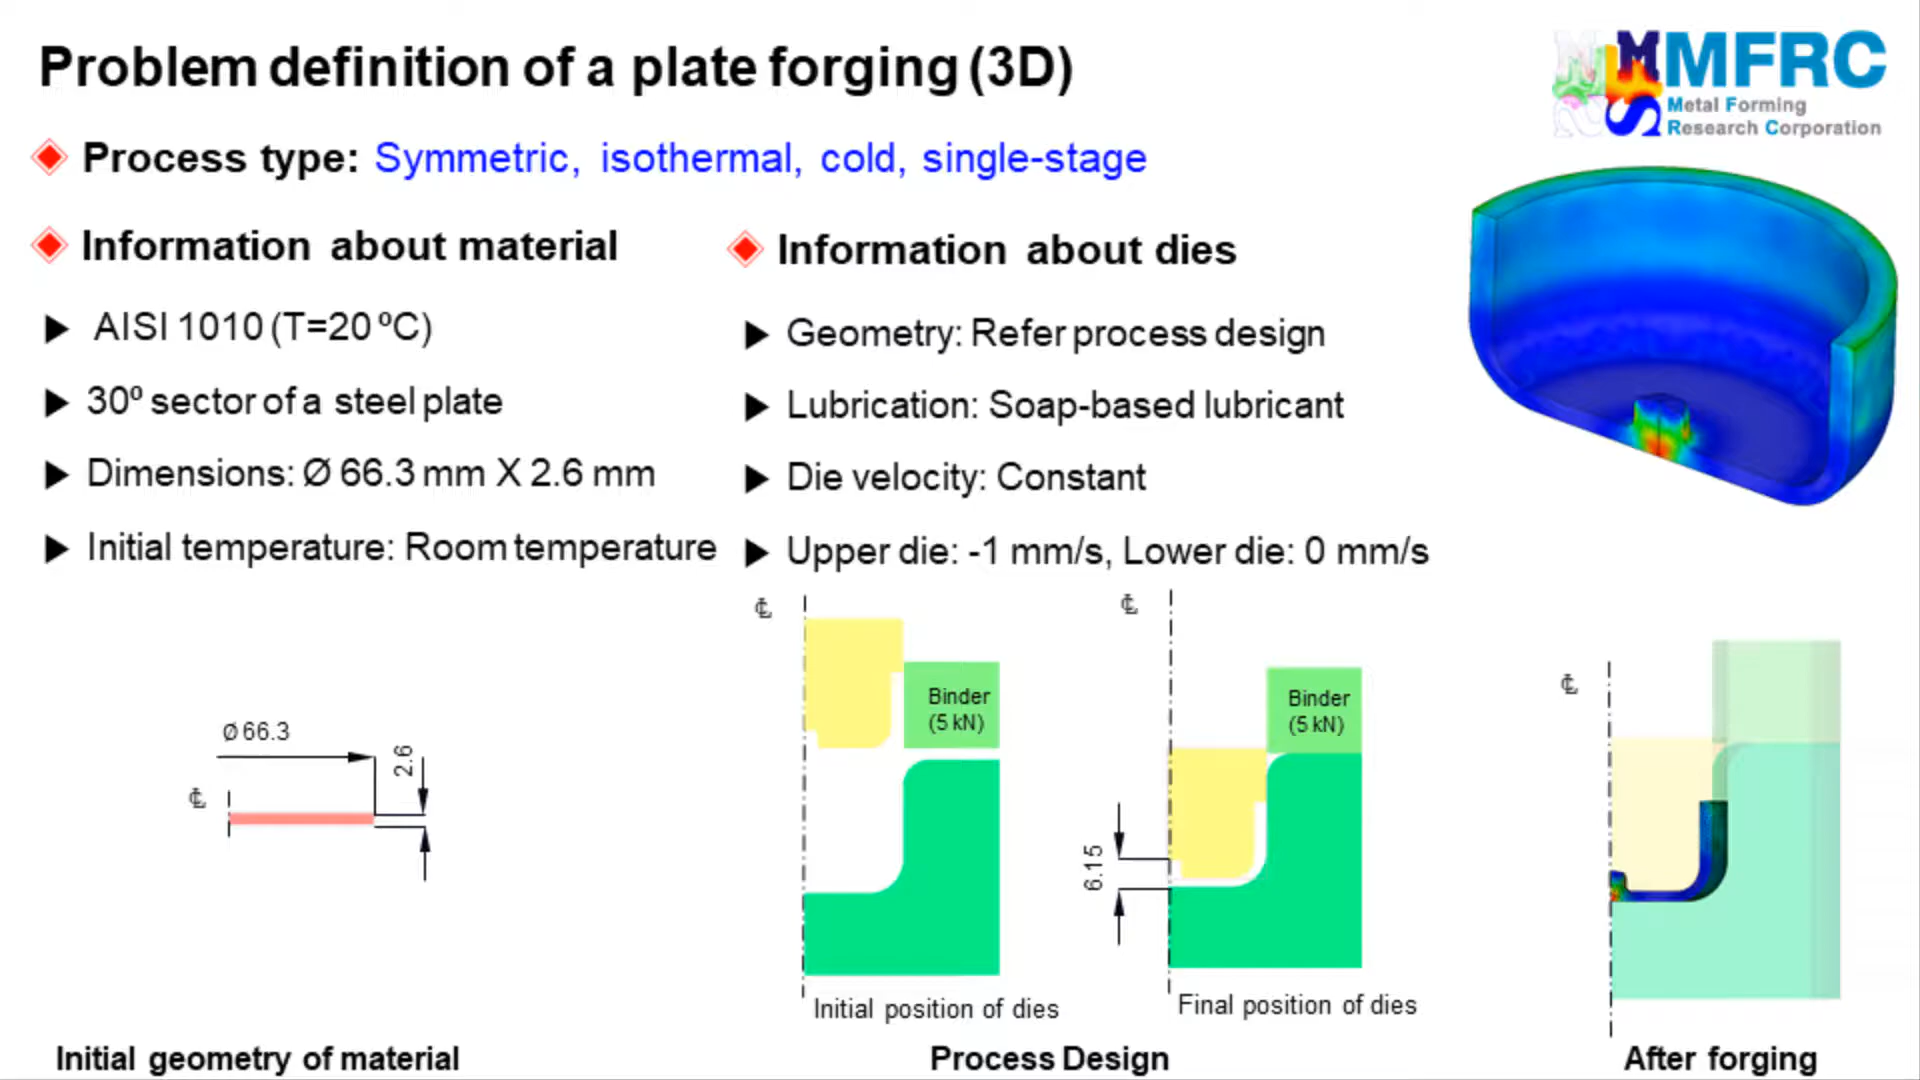 Problem definition of a plate forging (3D)
MFRC
Metal Forming
Research Corporation
Process type: Symmetric, isothermal, cold, single-stage
Information about material
AISI 1010 (T=20 ºC)
30º sector of a steel plate
Dimensions: Ø 66.3 mm X 2.6 mm
Initial temperature: Room temperature
Information about dies
Geometry: Refer process design
Lubrication: Soap-based lubricant
Die velocity: Constant
Upper die: -1 mm/s, Lower die: 0 mm/s
Ø 66.3
2.6
℄
Initial geometry of material
℄
Binder
(5 kN)
Initial position of dies
℄
Binder
(5 kN)
6.15
Final position of dies
Process Design
℄
After forging